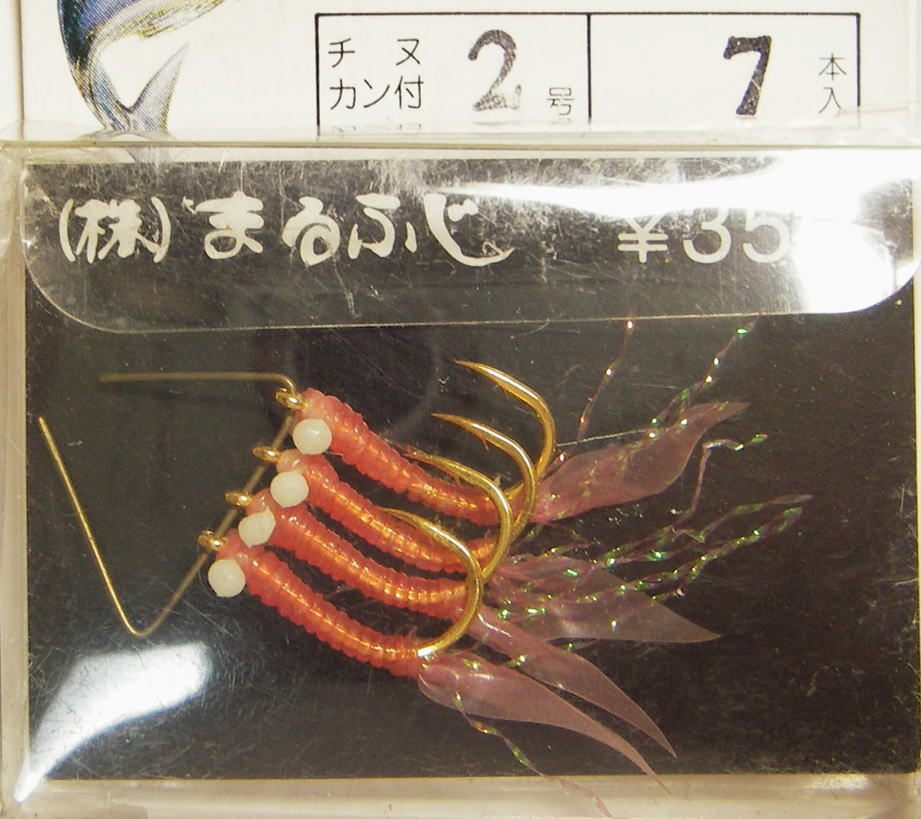 チヌ 2号 7本入
カン付
(株)まるふじ ¥35